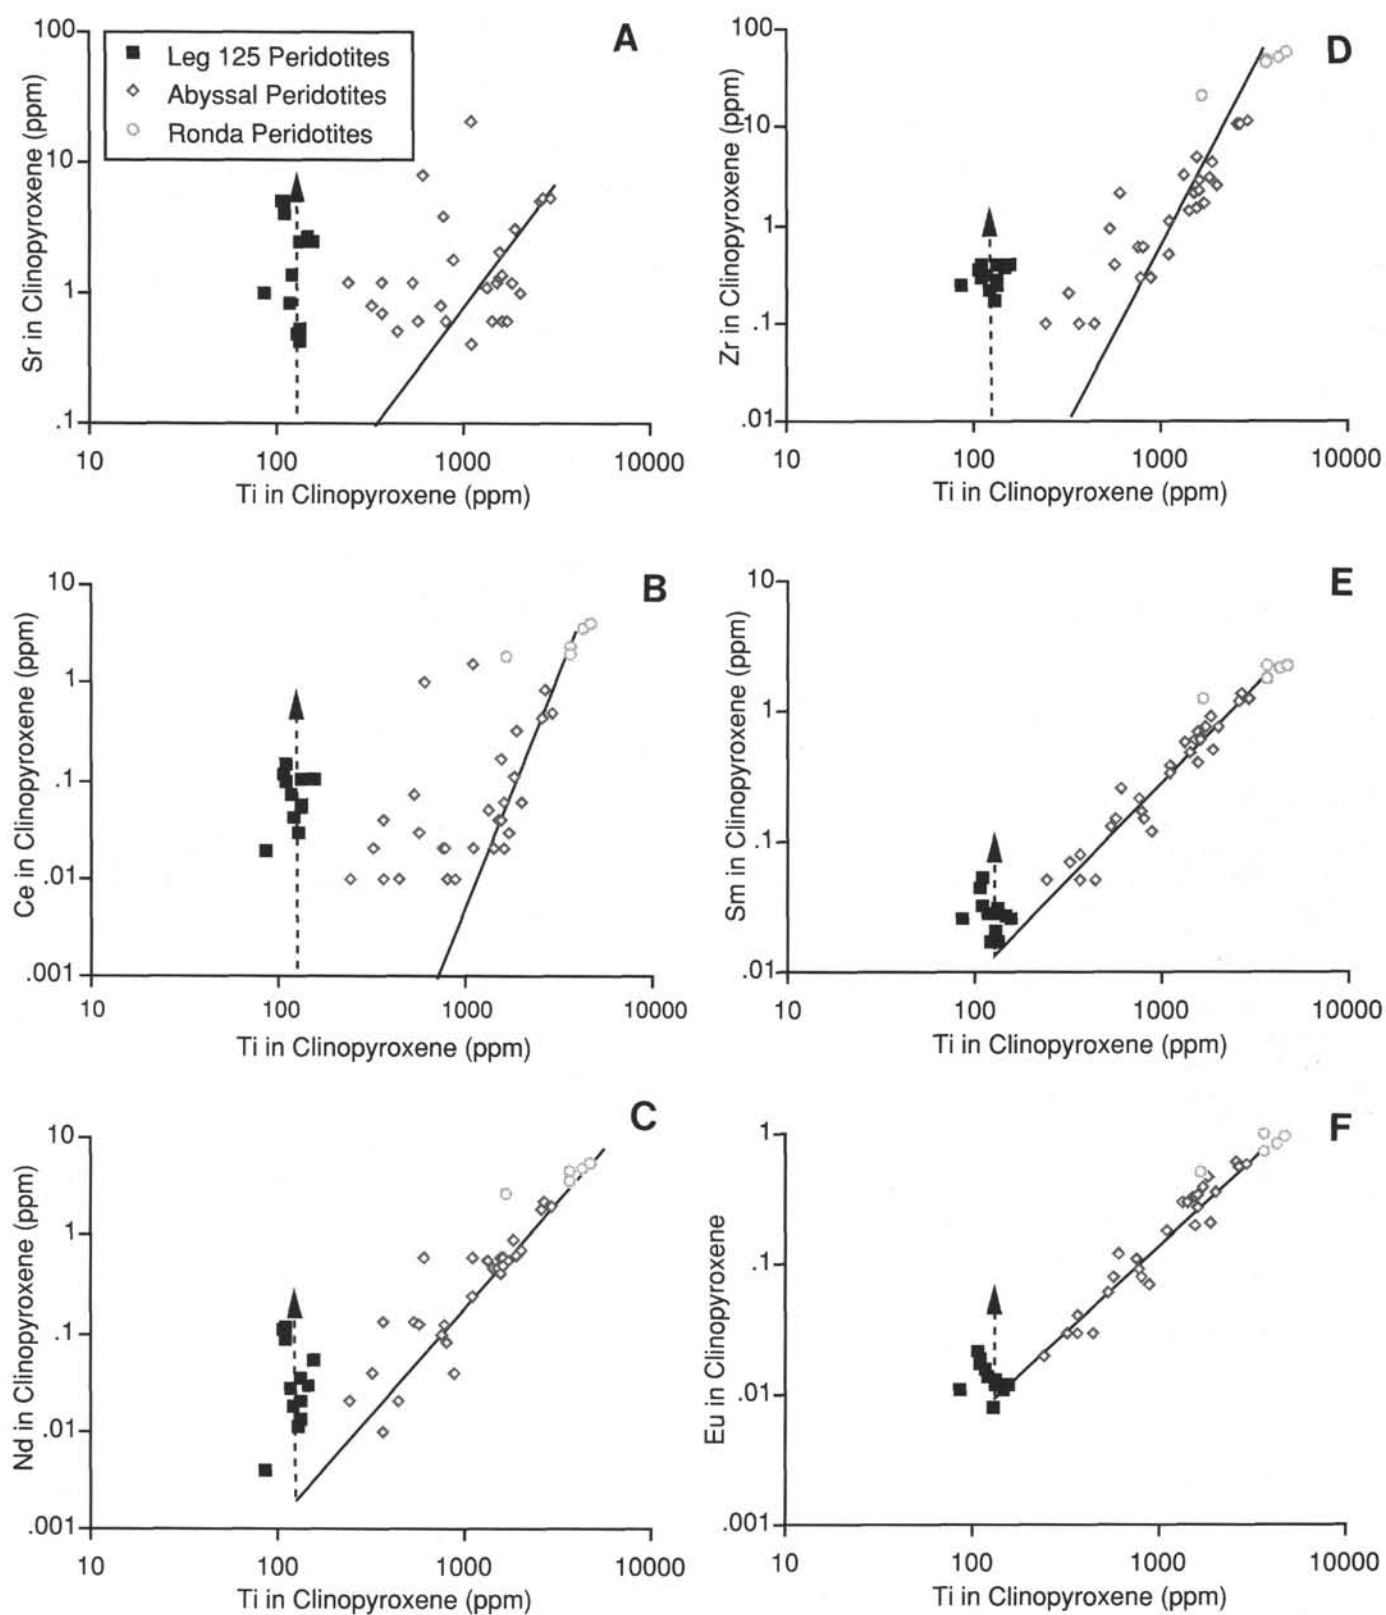 A
Leg 125 Peridotites
Abyssal Peridotites
Ronda Peridotites
100
10
1
.1
Sr in Clinopyroxene (ppm)
10 100 1000 10000
Ti in Clinopyroxene (ppm)
D
100
10
1
.1
.01
Zr in Clinopyroxene (ppm)
10 100 1000 10000
Ti in Clinopyroxene (ppm)
B
10
1
.1
.01
.001
Ce in Clinopyroxene (ppm)
10 100 1000 10000
Ti in Clinopyroxene (ppm)
E
10
1
.1
.01
Sm in Clinopyroxene (ppm)
10 100 1000 10000
Ti in Clinopyroxene (ppm)
C
10
1
.1
.01
.001
Nd in Clinopyroxene (ppm)
10 100 1000 10000
Ti in Clinopyroxene (ppm)
F
1
.1
.01
.001
Eu in Clinopyroxene
10 100 1000 10000
Ti in Clinopyroxene (ppm)